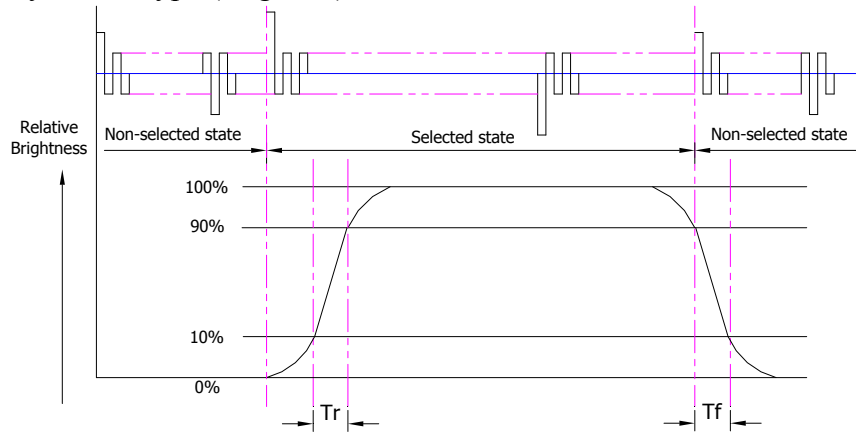 Relative
Brightness
Non-selected state
Selected state
Non-selected state
100%
90%
10%
0%
Tr
Tf